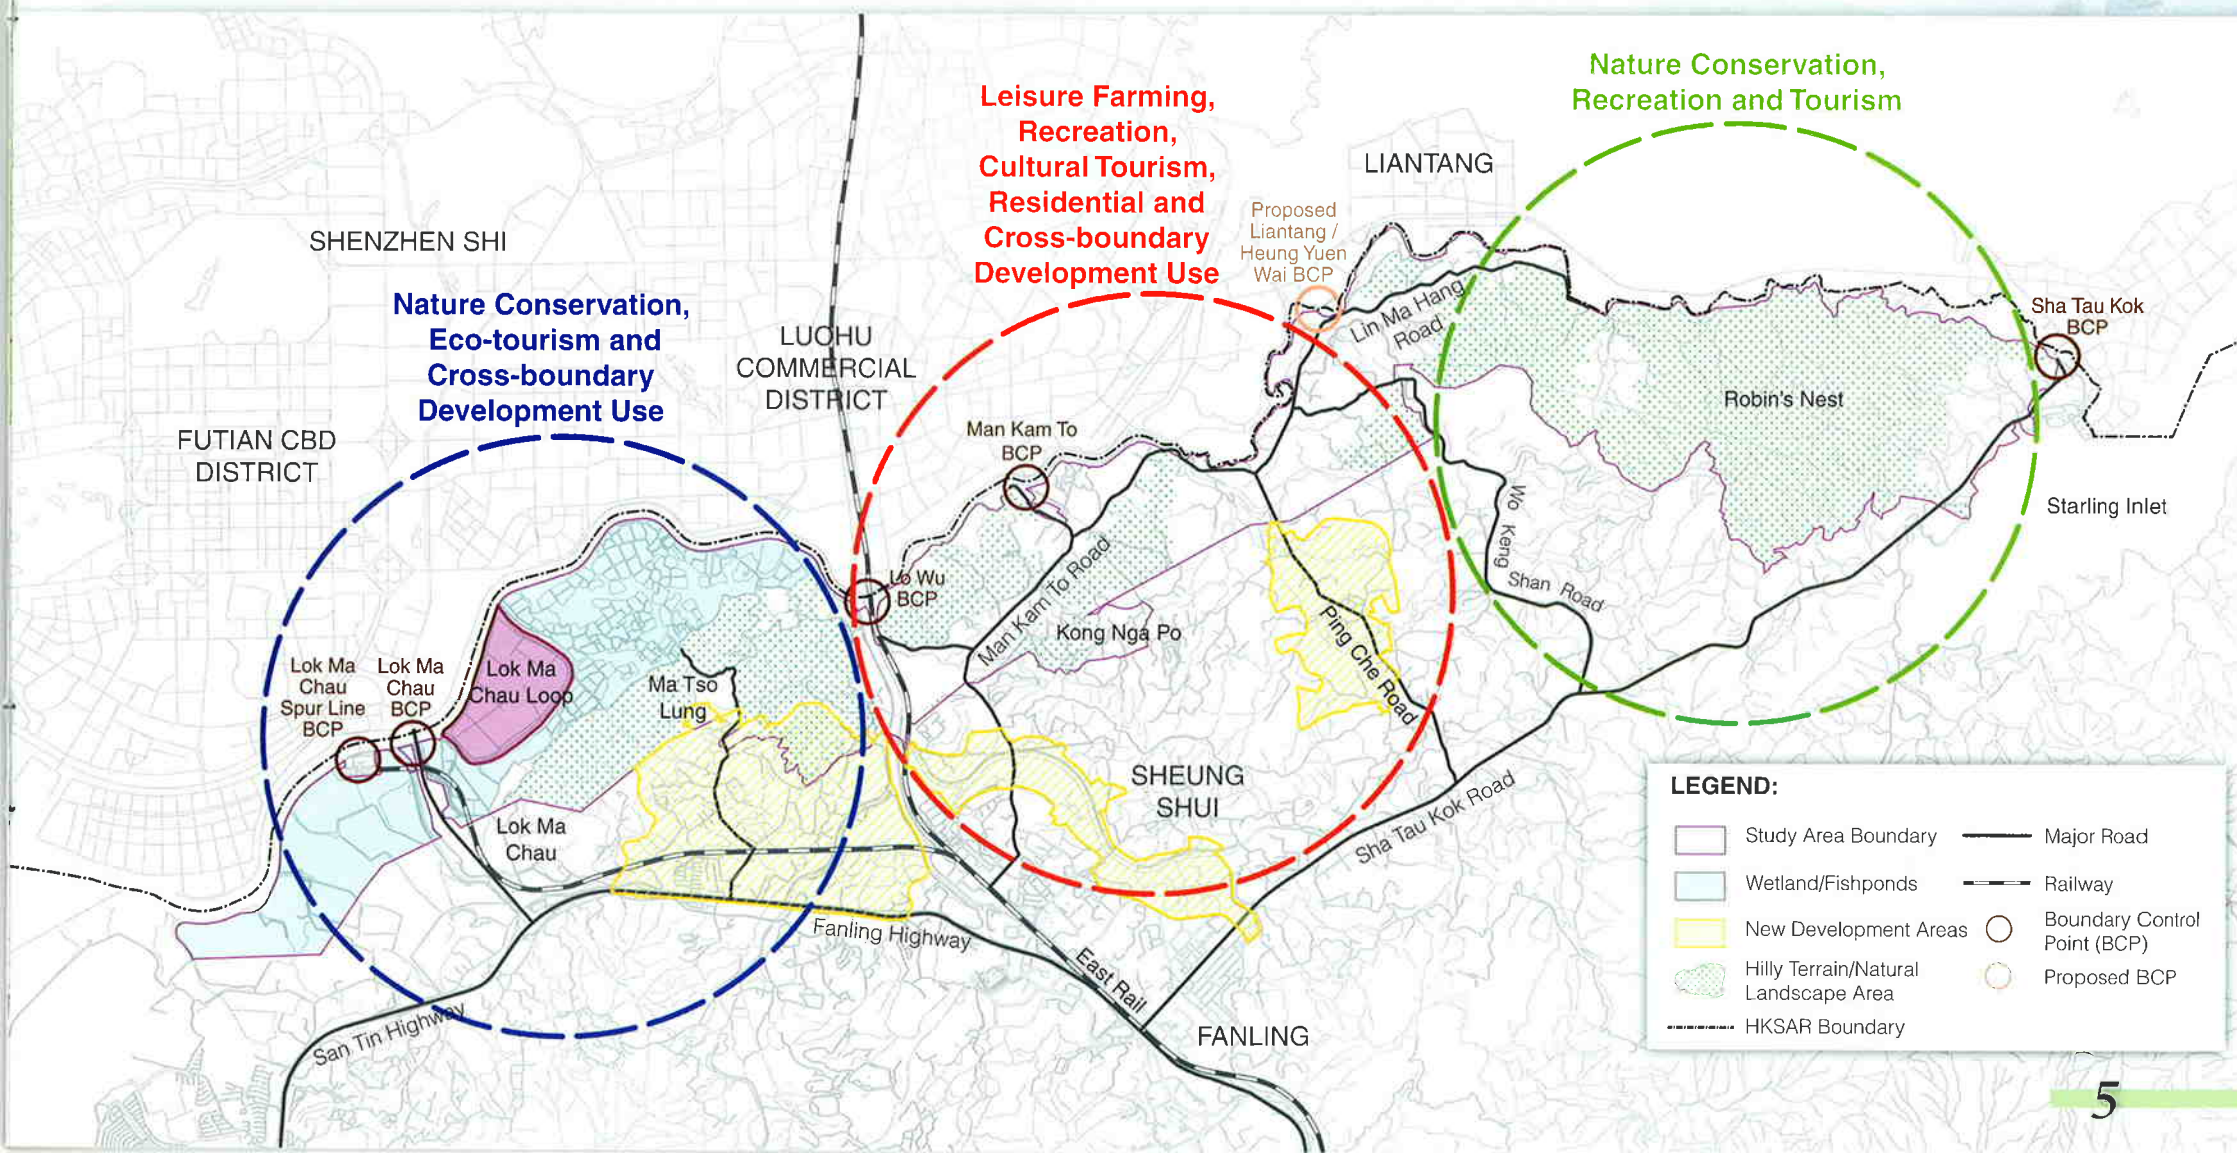 Nature Conservation,
Recreation and Tourism
Leisure Farming,
Recreation,
Cultural Tourism,
Residential and
Cross-boundary
Development Use
LIANTANG
Proposed
Liantang /
Heung Yuen
Wai BCP
SHENZHEN SHI
Nature Conservation,
Eco-tourism and
Cross-boundary
Development Use
LUOHU
COMMERCIAL
DISTRICT
Lin Ma Hang
Road
Sha Tau Kok
BCP
Robin's Nest
FUTIAN CBD
DISTRICT
Man Kam To
BCP
Starling Inlet
Wo Keng
Shan Road
Lo Wu
BCP
Man Kam To Road
Kong Nga Po
Ping Che Road
Lok Ma
Chau
Spur Line
BCP
Lok Ma
Chau
BCP
Lok Ma
Chau Loop
Ma Tso
Lung
SHEUNG
SHUI
Lok Ma
Chau
Sha Tau Kok Road
Fanling Highway
East Rail
San Tin Highway
FANLING
LEGEND:
Study Area Boundary
Major Road
Wetland/Fishponds
Railway
New Development Areas
Boundary Control
Point (BCP)
Hilly Terrain/Natural
Landscape Area
Proposed BCP
HKSAR Boundary
5